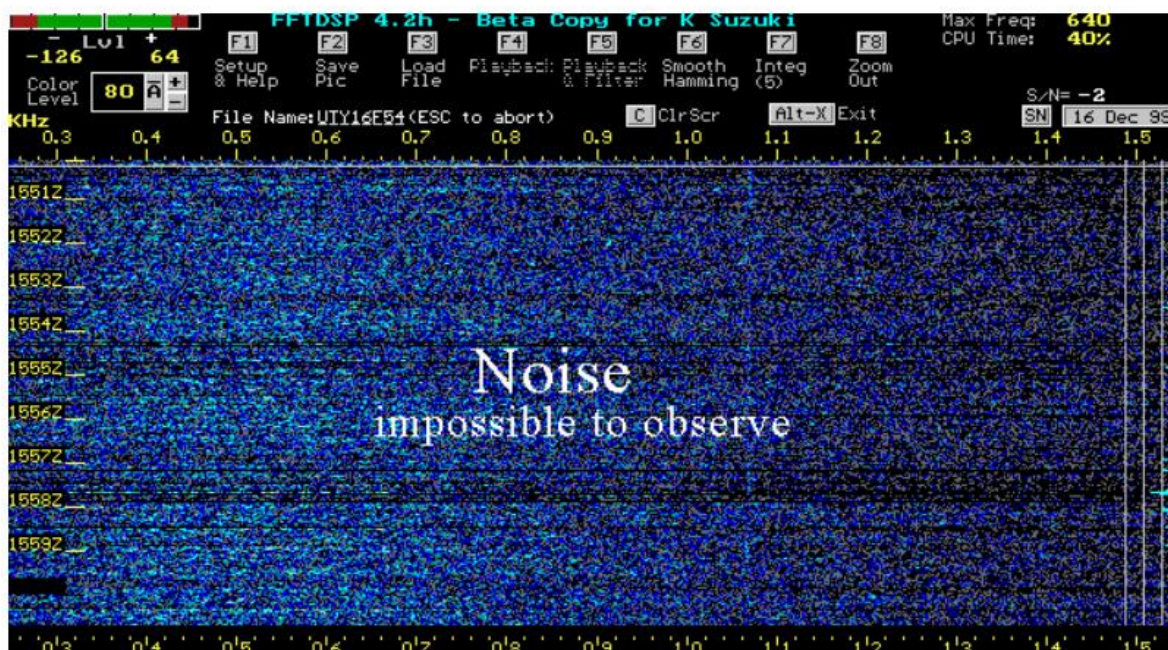 FFTDSP 4.2h - Beta Copy for K Suzuki
Max Freq: 640
CPU Time: 40%
- Lvl +
-126 64
Color Level 80 A + -
F1 F2 F3 F4 F5 F6 F7 F8
Setup Save Load Playback Playback Smooth Integ Zoom
& Help Pic File & Filter Hamming (5) Out
S/N= -2
File Name:UTY16E54(ESC to abort) C ClrScr Alt-X Exit SN 16 Dec 99
KHz
0.3 0.4 0.5 0.6 0.7 0.8 0.9 1.0 1.1 1.2 1.3 1.4 1.5
1551Z
1552Z
1553Z
1554Z
1555Z
1556Z
1557Z
1558Z
1559Z
Noise
impossible to observe
0.3 0.4 0.5 0.6 0.7 0.8 0.9 1.0 1.1 1.2 1.3 1.4 1.5